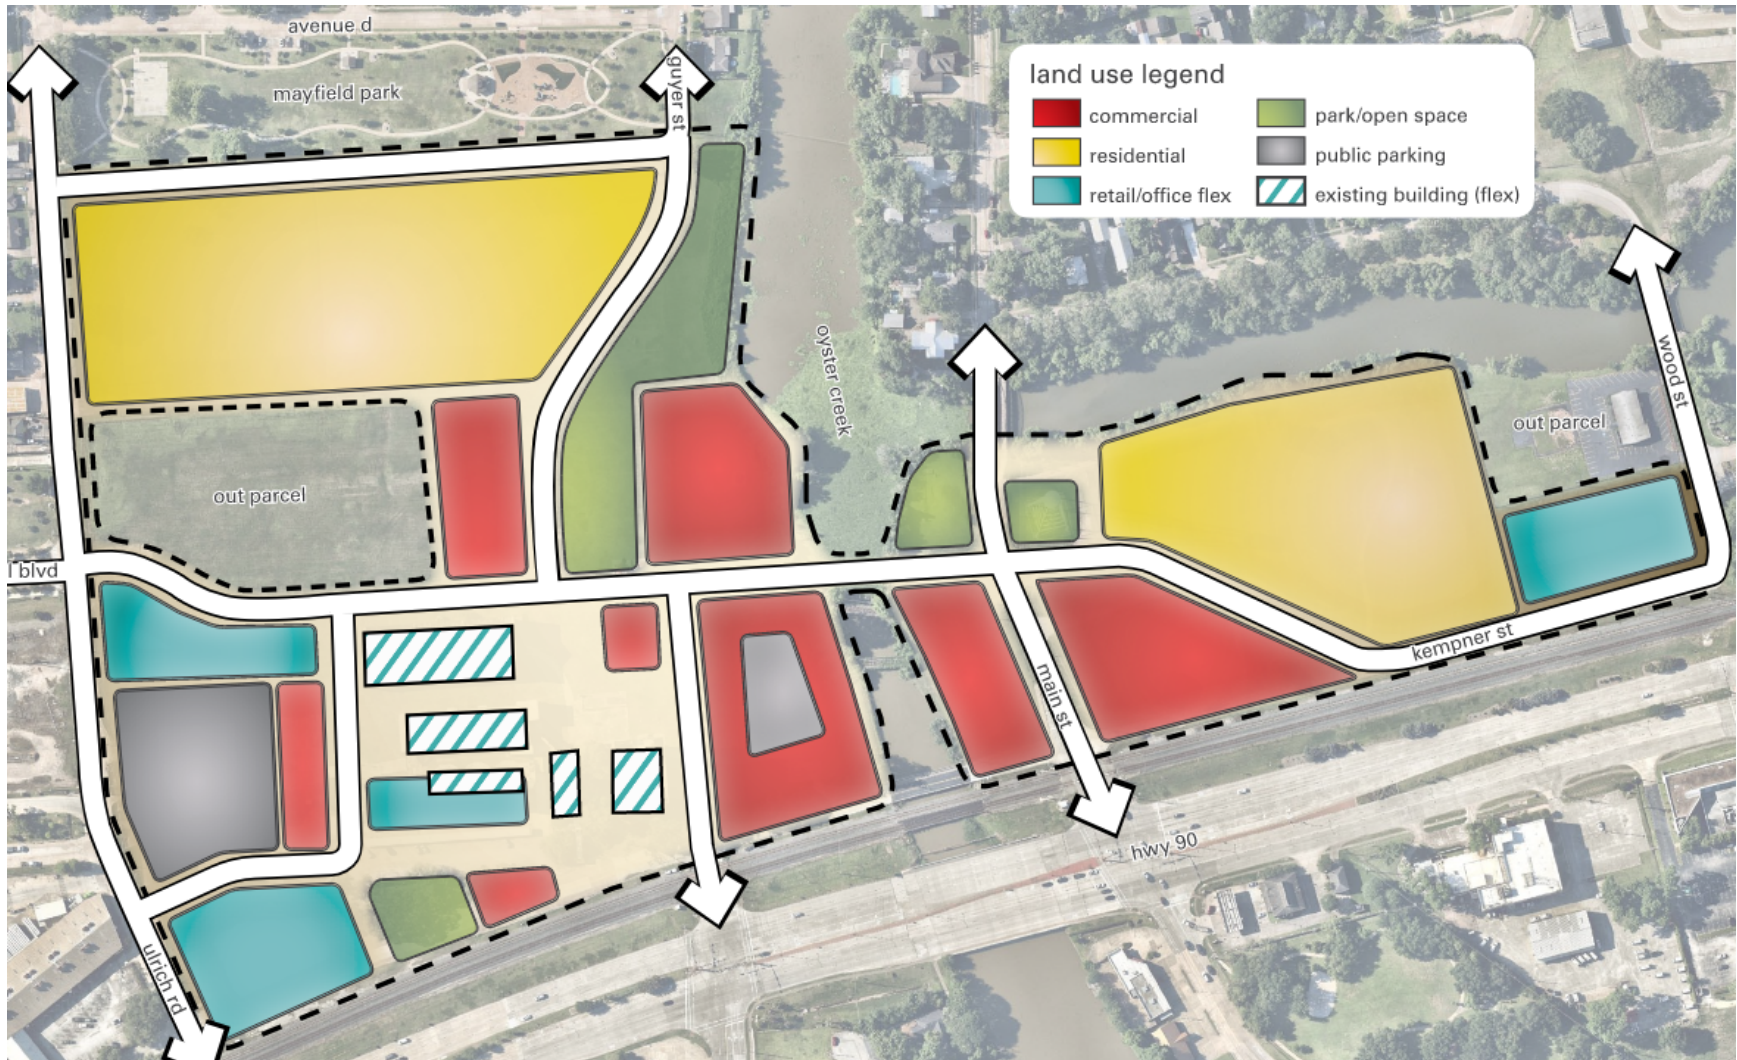 avenue d
mayfield park
guyer st
land use legend
commercial
residential
retail/office flex
park/open space
public parking
existing building (flex)
oyster creek
wood st
out parcel
out parcel
l blvd
kempner st
main st
hwy 90
ulrich rd